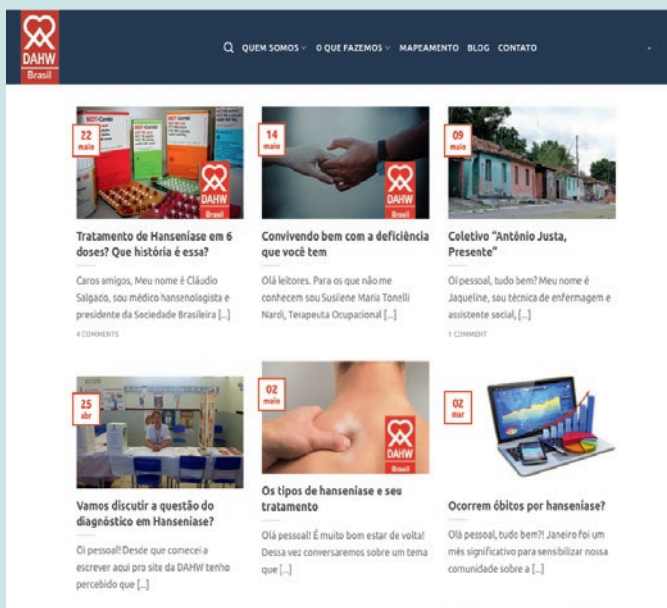 DAHW
Brasil
QUEM SOMOS O QUE FAZEMOS MAPEAMENTO BLOG CONTATO
22
maio
MDT-Combi
MDT-Combi
DAHW
Brasil
Tratamento de Hanseníase em 6
doses? Que história é essa?
Caros amigos, Meu nome é Cláudio
Salgado, sou médico hansenologista e
presidente da Sociedade Brasileira [...]
4 COMMENTS
14
maio
DAHW
Brasil
Convivendo bem com a deficiência
que você tem
Olá leitores. Para os que não me
conhecem sou Susilene Maria Tonelli
Nardi, Terapeuta Ocupacional [...]
09
maio
Coletivo "Antônio Justa,
Presente"
Oi pessoal, tudo bem? Meu nome é
Jaqueline, sou técnica de enfermagem e
assistente social, [...]
1 COMMENT
25
abr
Vamos discutir a questão do
diagnóstico em Hanseníase?
Oi pessoal! Desde que comecei a
escrever aqui pro site da DAHW tenho
percebido que [...]
02
maio
DAHW
Brasil
Os tipos de hanseníase e seu
tratamento
Olá pessoal! É muito bom estar de volta!
Dessa vez conversaremos sobre um tema
que [...]
02
mar
Ocorrem óbitos por hanseníase?
Olá pessoal, tudo bem?! Janeiro foi um
mês significativo para sensibilizar nossa
comunidade sobre a [...]